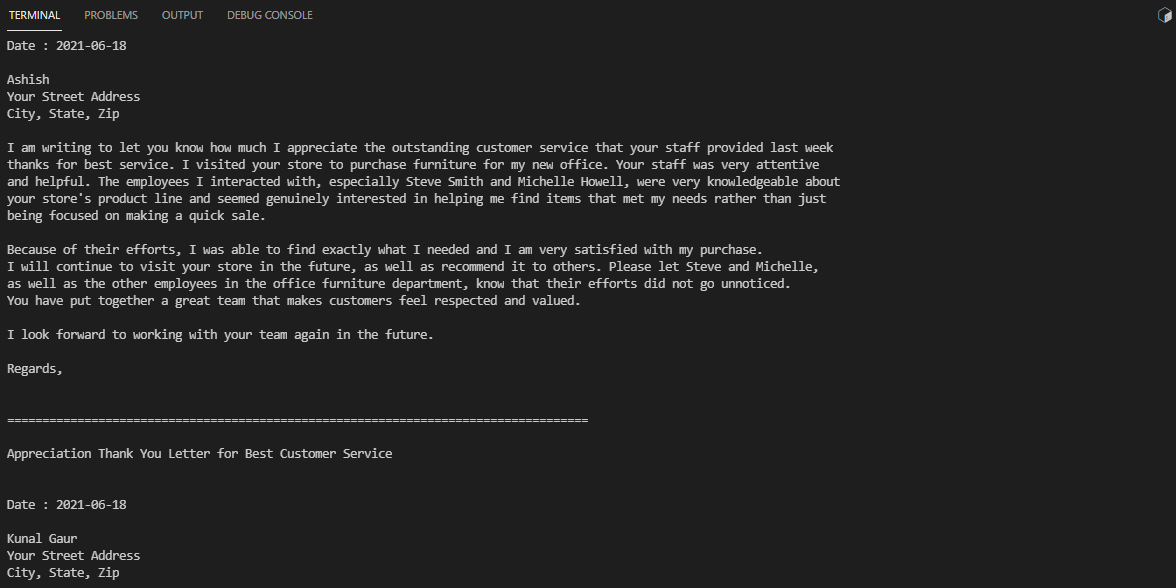 TERMINAL PROBLEMS OUTPUT DEBUG CONSOLE
Date : 2021-06-18
Ashish
Your Street Address
City, State, Zip
I am writing to let you know how much I appreciate the outstanding customer service that your staff provided last week
thanks for best service. I visited your store to purchase furniture for my new office. Your staff was very attentive
and helpful. The employees I interacted with, especially Steve Smith and Michelle Howell, were very knowledgeable about
your store's product line and seemed genuinely interested in helping me find items that met my needs rather than just
being focused on making a quick sale.
Because of their efforts, I was able to find exactly what I needed and I am very satisfied with my purchase.
I will continue to visit your store in the future, as well as recommend it to others. Please let Steve and Michelle,
as well as the other employees in the office furniture department, know that their efforts did not go unnoticed.
You have put together a great team that makes customers feel respected and valued.
I look forward to working with your team again in the future.
Regards,
===================================================================================
Appreciation Thank You Letter for Best Customer Service
Date : 2021-06-18
Kunal Gaur
Your Street Address
City, State, Zip